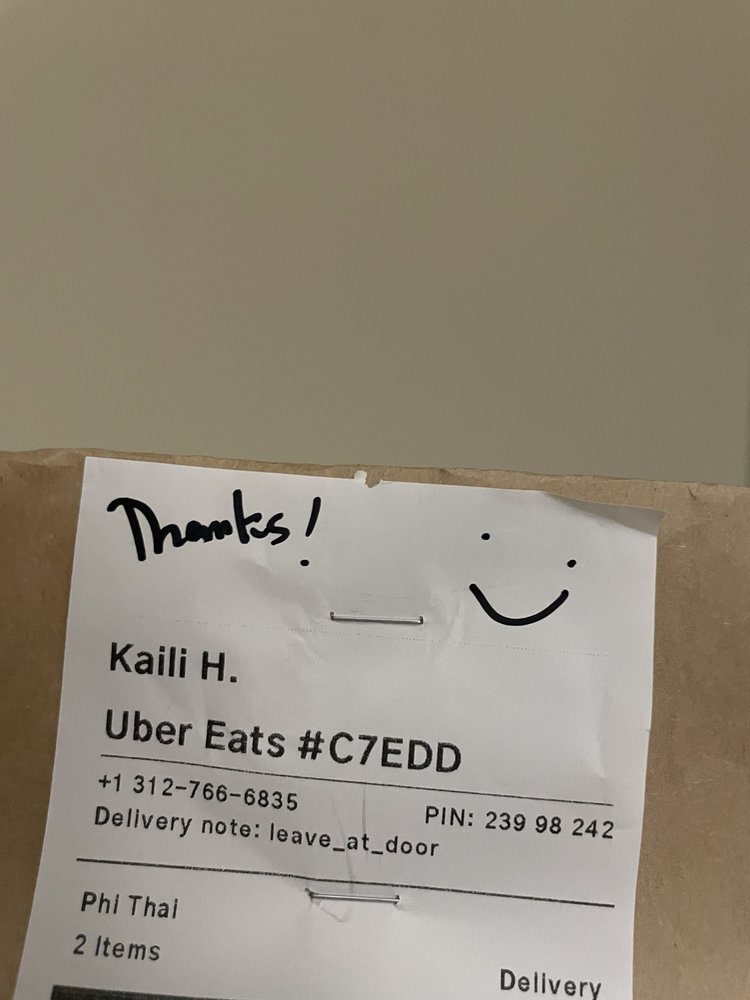 Thanks!
Kaili H.
Uber Eats #C7EDD
+1 312-766-6835
PIN: 239 98 242
Delivery note: leave_at_door
Phi Thai
2 Items
Delivery